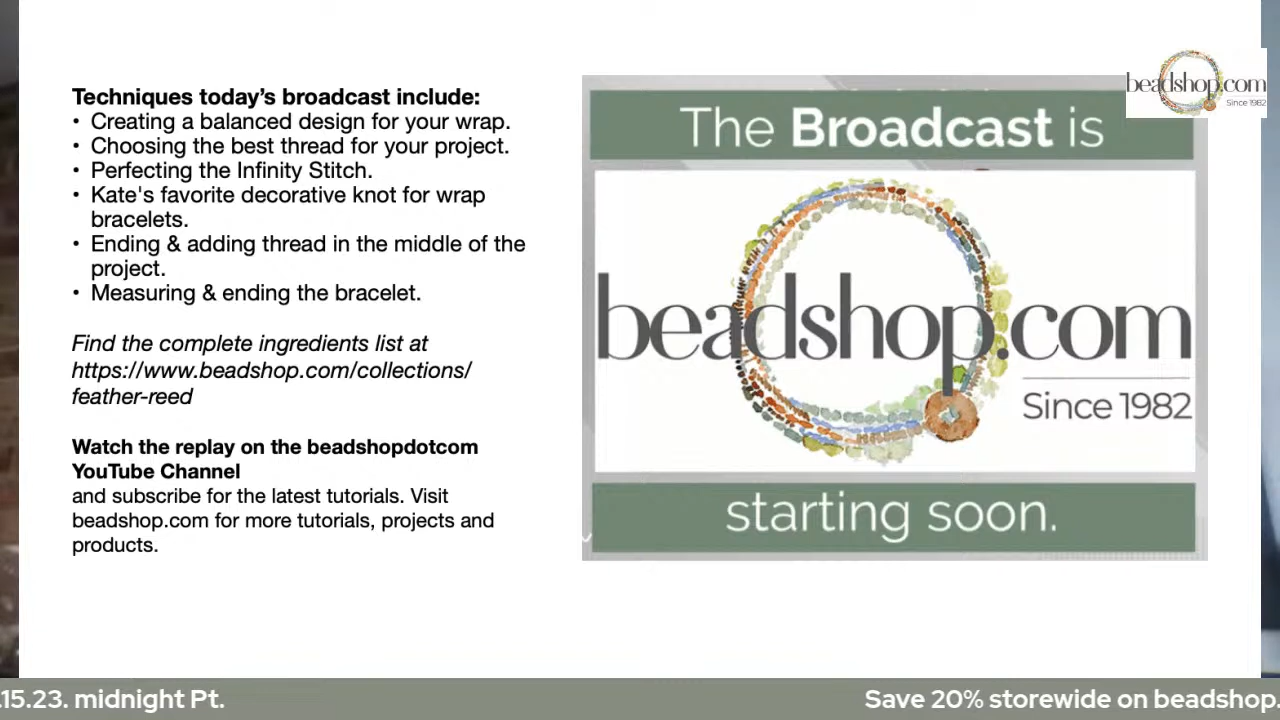 Techniques today's broadcast include:
• Creating a balanced design for your wrap.
• Choosing the best thread for your project.
• Perfecting the Infinity Stitch.
• Kate's favorite decorative knot for wrap
bracelets.
• Ending & adding thread in the middle of the
project.
• Measuring & ending the bracelet.
Find the complete ingredients list at
https://www.beadshop.com/collections/
feather-reed
Watch the replay on the beadshopdotcom
YouTube Channel
and subscribe for the latest tutorials. Visit
beadshop.com for more tutorials, projects and
products.
The Broadcast is
beadshop.com
Since 1982
starting soon.
beadshop.com
Since 1982
.15.23. midnight Pt.
Save 20% storewide on beadshop.